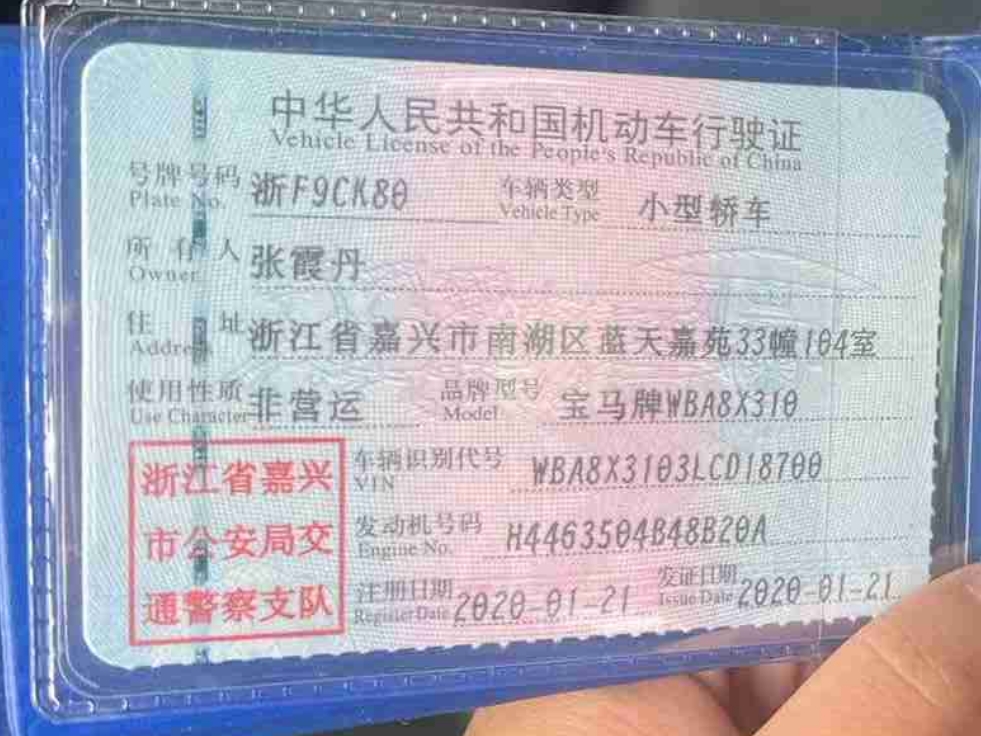 中华人民共和国机动车行驶证
Vehicle License of the People's Republic of China
号牌号码 浙F9CK80 车辆类型 小型轿车
Plate No. Vehicle Type
所有人 张霞丹
Owner
住址 浙江省嘉兴市南湖区蓝天嘉苑33幢104室
Address
使用性质 非营运 品牌型号 宝马牌WBA8X310
Use Character Model
浙江省嘉兴
市公安局交
通警察支队
车辆识别代号 WBA8X3103LCD18700
VIN
发动机号码 H4463504B48B20A
Engine No.
注册日期 2020-01-21 发证日期 2020-01-21
Register Date Issue Date